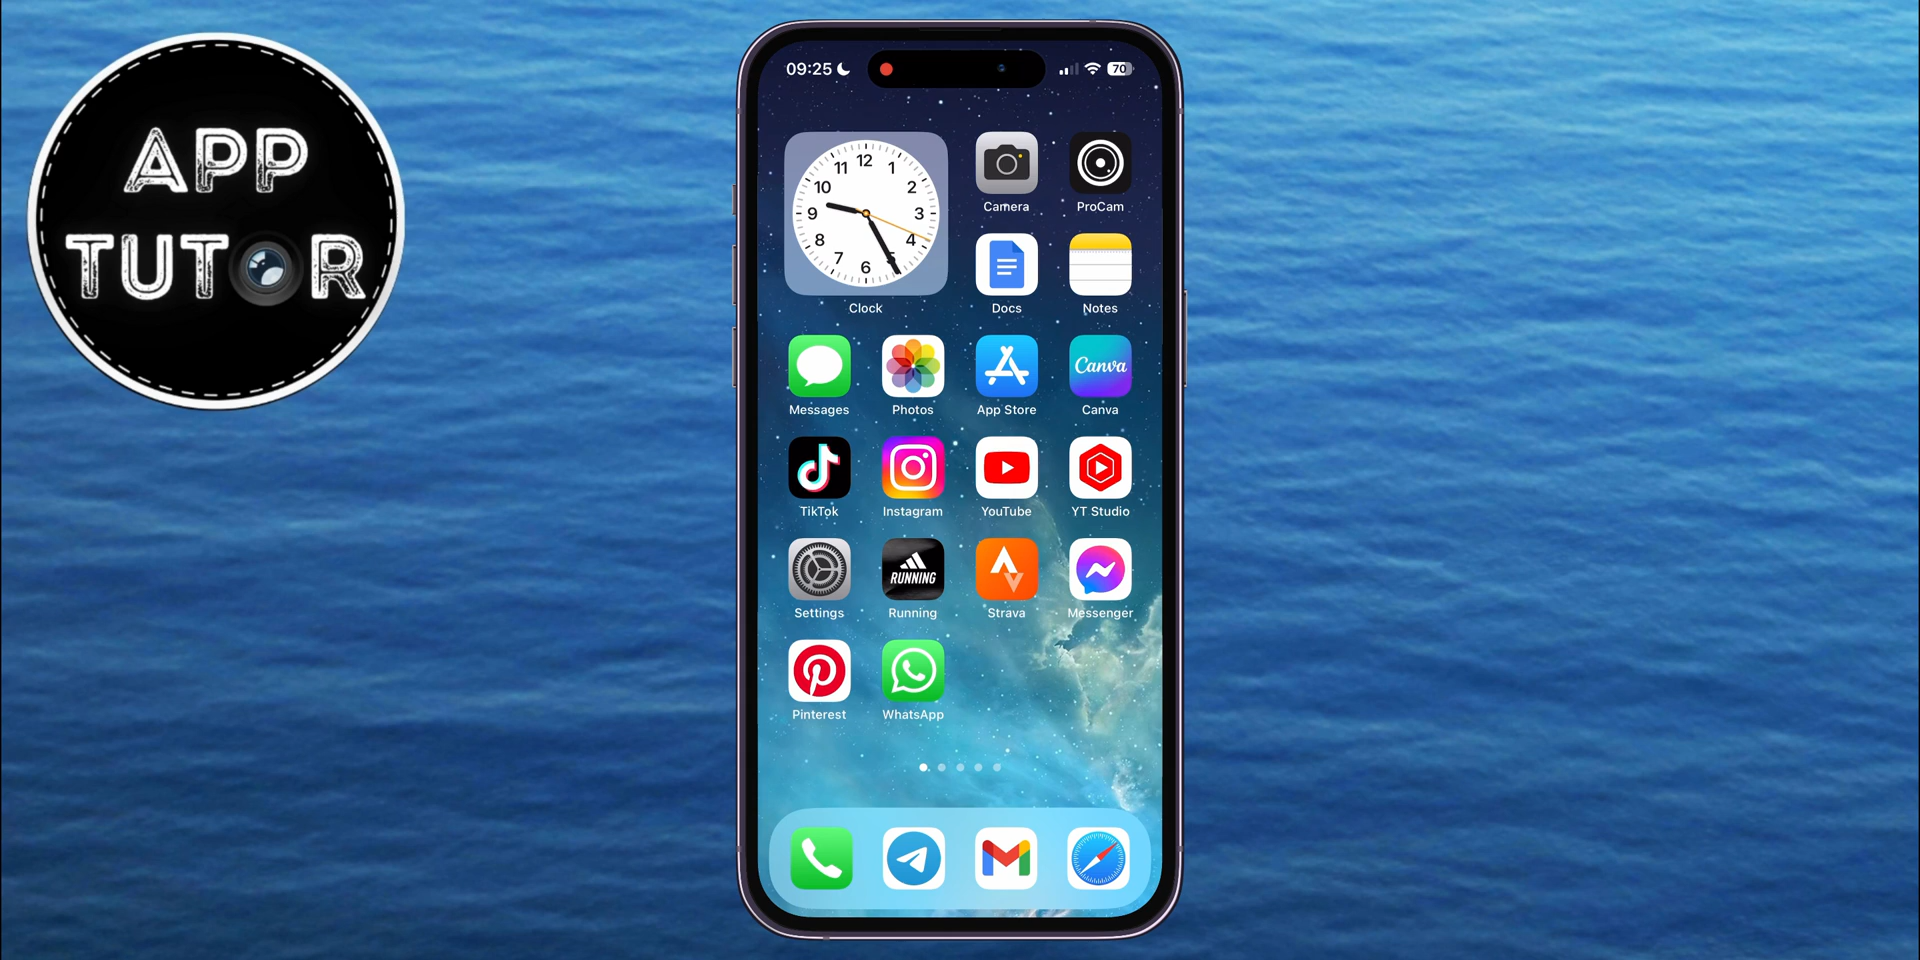 APP
TUTOR
09:25
70
12
11 1
10 2
9 3
8 4
7 5
6
Clock
Camera
ProCam
Docs
Notes
Messages
Photos
App Store
Canva
Canva
TikTok
Instagram
YouTube
YT Studio
RUNNING
Settings
Running
Strava
Messenger
Pinterest
WhatsApp